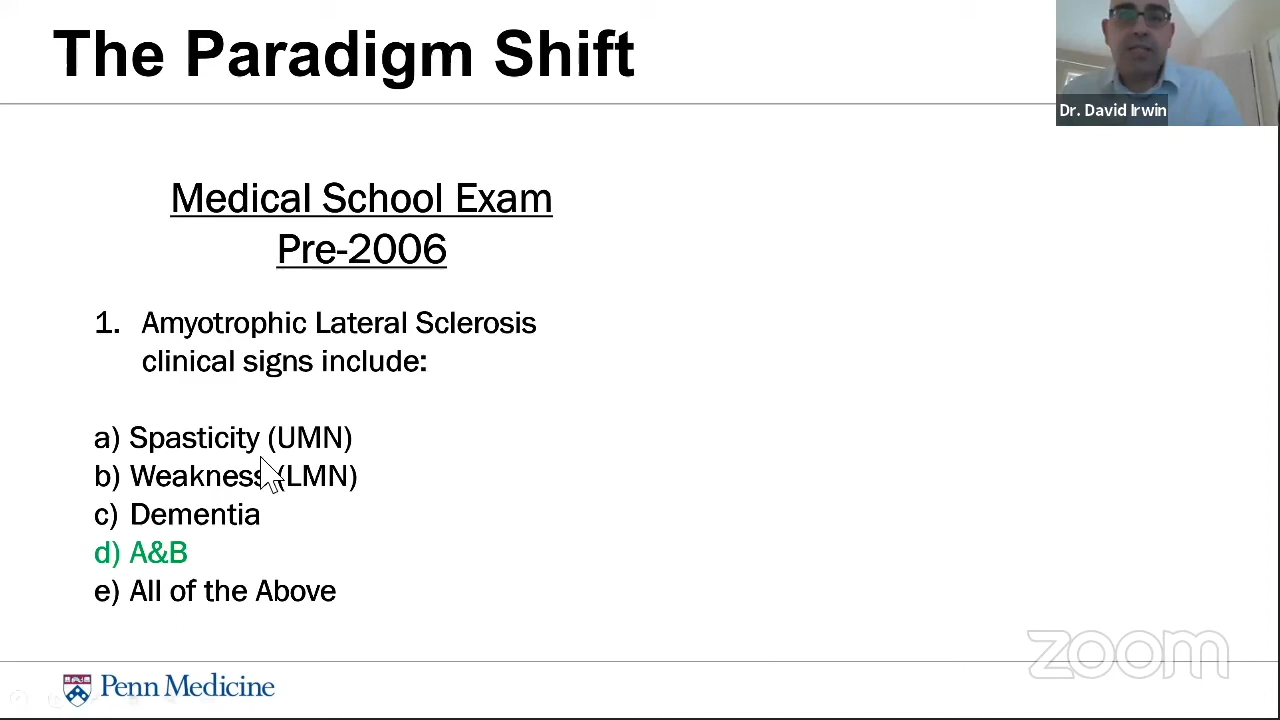 The Paradigm Shift
Dr. David Irwin
Medical School Exam
Pre-2006
1. Amyotrophic Lateral Sclerosis
clinical signs include:
a) Spasticity (UMN)
b) Weakness (LMN)
c) Dementia
d) A&B
e) All of the Above
zoom
Penn Medicine